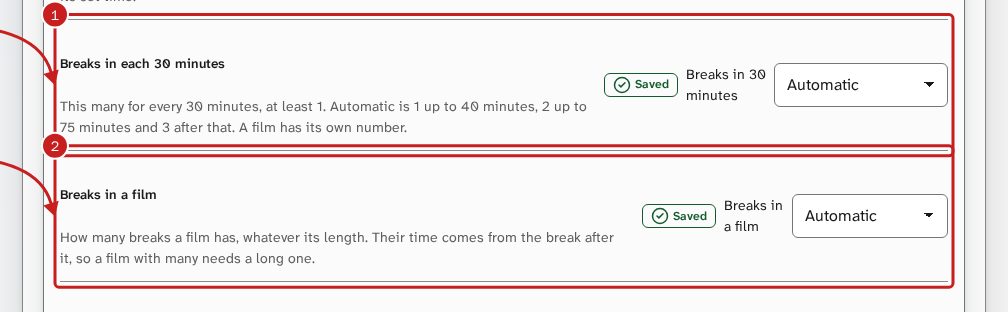 1
Breaks in each 30 minutes
Saved
Breaks in 30
minutes
Automatic
This many for every 30 minutes, at least 1. Automatic is 1 up to 40 minutes, 2 up to
75 minutes and 3 after that. A film has its own number.
2
Breaks in a film
Saved
Breaks in
a film
Automatic
How many breaks a film has, whatever its length. Their time comes from the break after
it, so a film with many needs a long one.